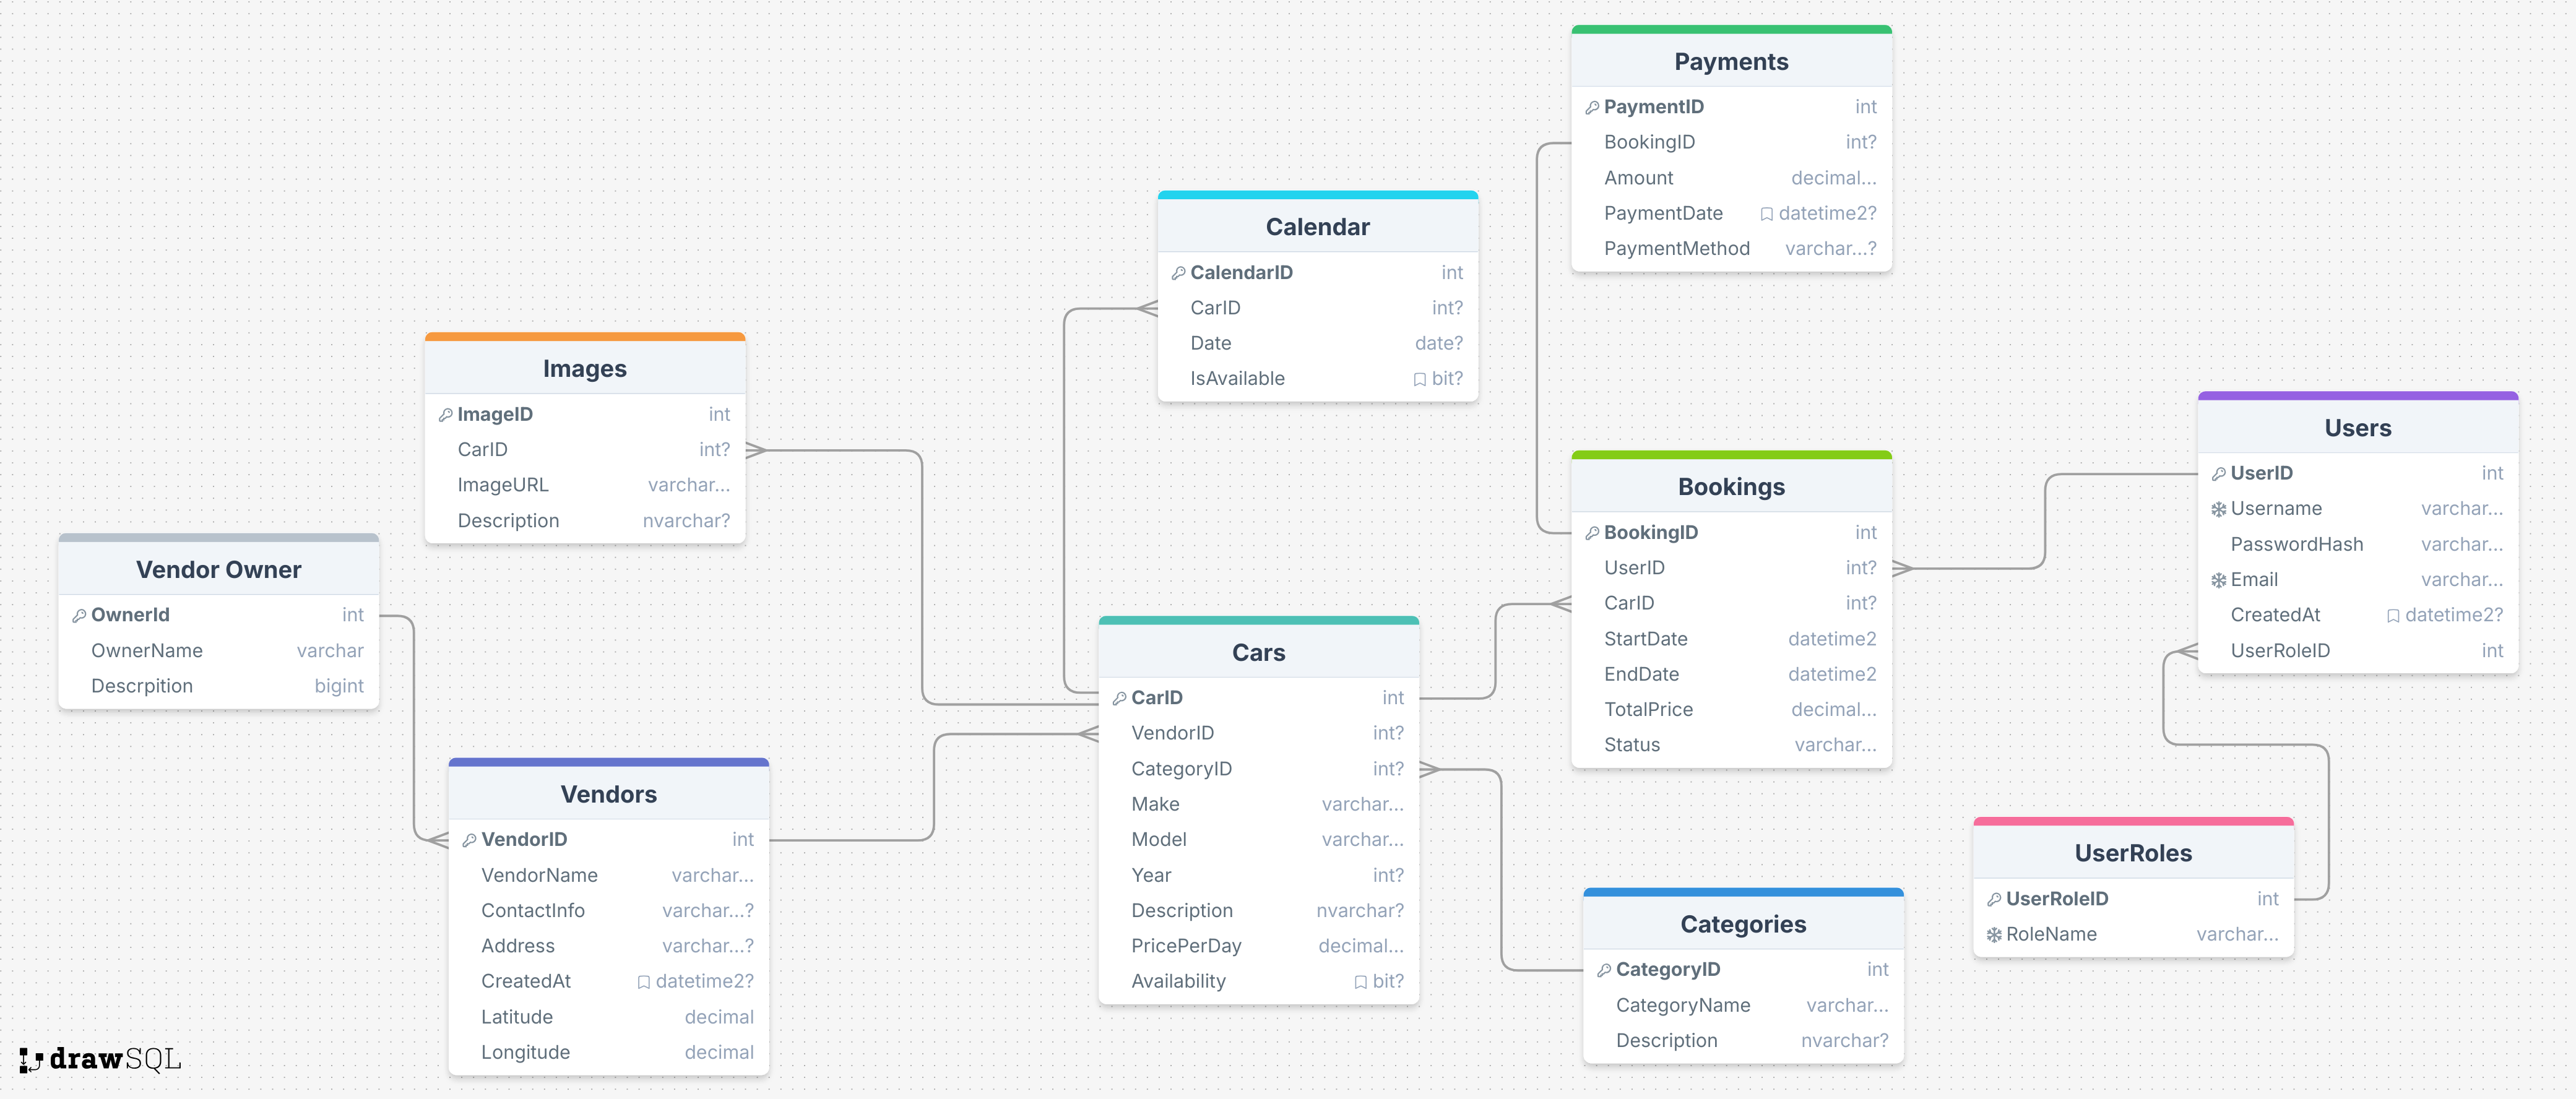 Payments
PaymentID int
BookingID int?
Amount decimal...
PaymentDate datetime2?
PaymentMethod varchar...?
Calendar
CalendarID int
CarID int?
Date date?
IsAvailable bit?
Images
ImageID int
CarID int?
ImageURL varchar...
Description nvarchar?
Users
UserID int
Username varchar...
PasswordHash varchar...
Email varchar...
CreatedAt datetime2?
UserRoleID int
Bookings
BookingID int
UserID int?
CarID int?
StartDate datetime2
EndDate datetime2
TotalPrice decimal...
Status varchar...
Vendor Owner
OwnerId int
OwnerName varchar
Descrpition bigint
Cars
CarID int
VendorID int?
CategoryID int?
Make varchar...
Model varchar...
Year int?
Description nvarchar?
PricePerDay decimal...
Availability bit?
Vendors
VendorID int
VendorName varchar...
ContactInfo varchar...?
Address varchar...?
CreatedAt datetime2?
Latitude decimal
Longitude decimal
UserRoles
UserRoleID int
RoleName varchar...
Categories
CategoryID int
CategoryName varchar...
Description nvarchar?
drawSQL